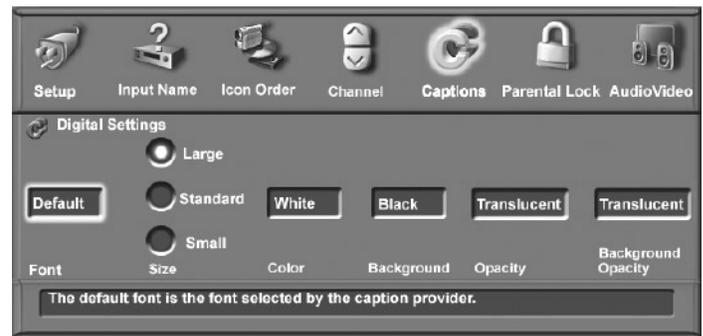 Setup Input Name Icon Order Channel Captions Parental Lock AudioVideo
Digital Settings
Large
Default Standard White Black Translucent Translucent
Small
Font Size Color Background Opacity Background Opacity
The default font is the font selected by the caption provider.